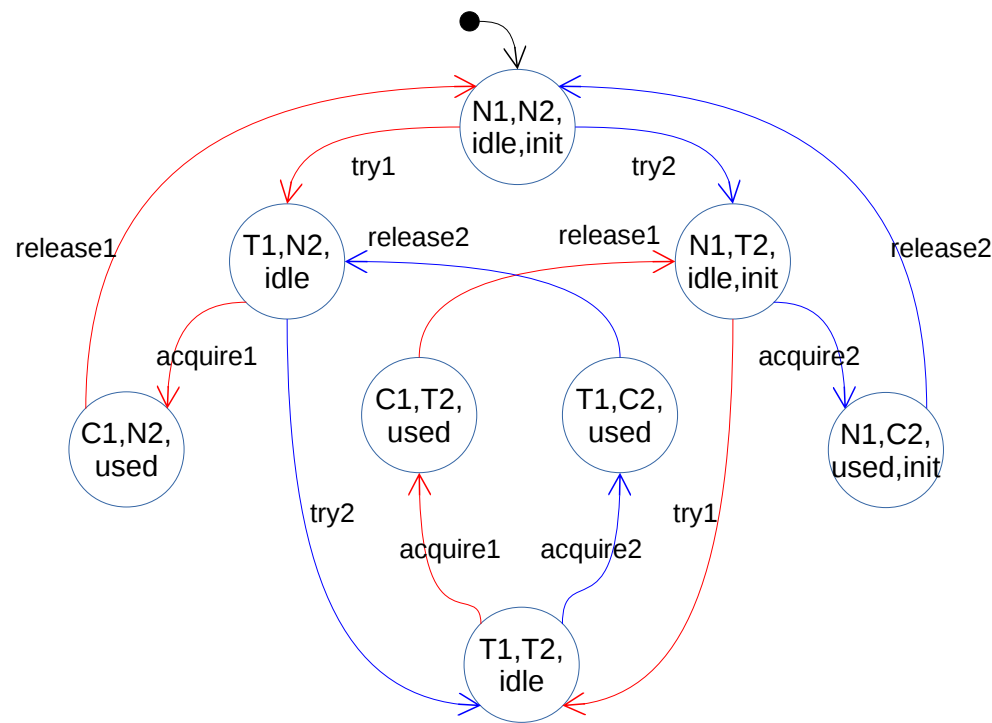 N1,N2,
idle,init
try1
try2
release1
T1,N2,
idle
release2
release1
N1,T2,
idle,init
release2
acquire1
acquire2
C1,N2,
used
C1,T2,
used
T1,C2,
used
N1,C2,
used,init
try2
try1
acquire1
acquire2
T1,T2,
idle